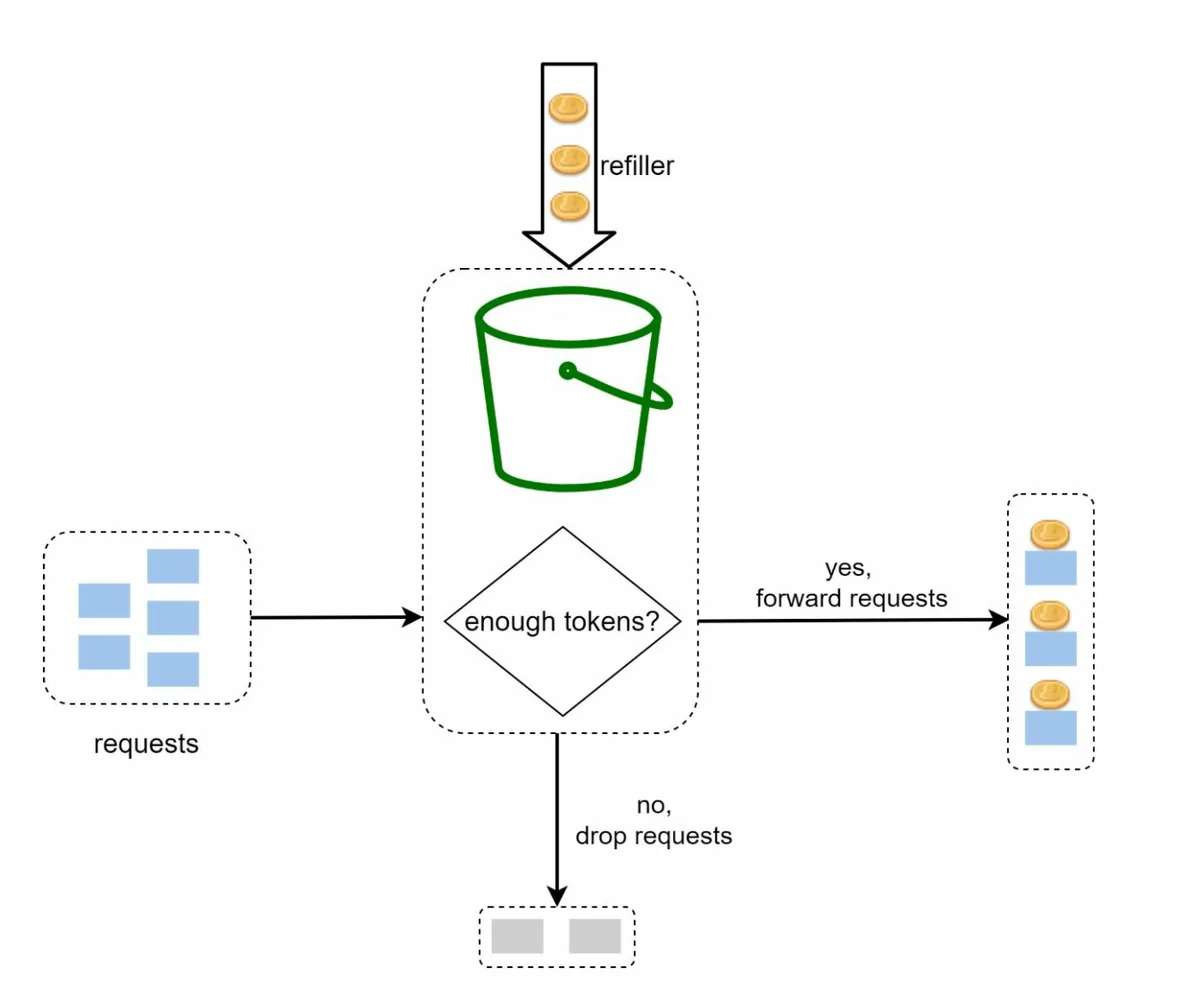 refiller
enough tokens?
yes,
forward requests
requests
no,
drop requests